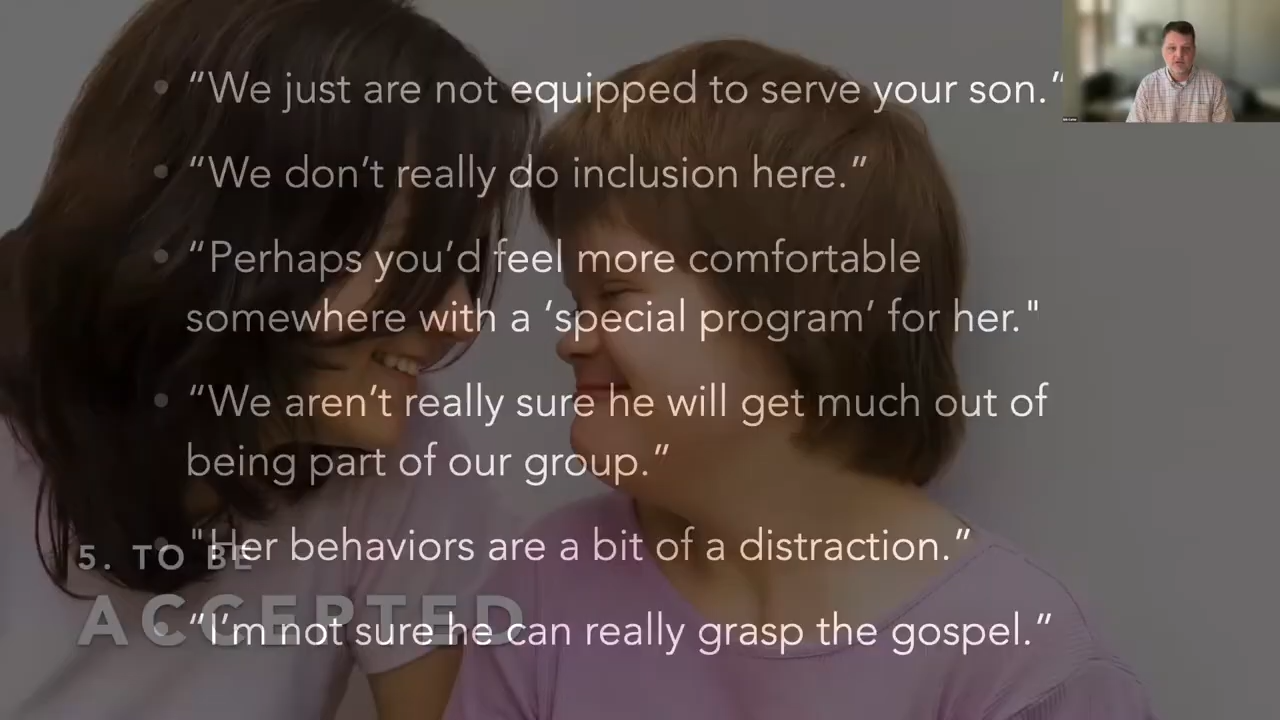 “We just are not equipped to serve your son.“
“We don’t really do inclusion here.”
“Perhaps you’d feel more comfortable
somewhere with a ‘special program’ for her."
“We aren’t really sure he will get much out of
being part of our group.”
"Her behaviors are a bit of a distraction.”
5. TO BE
ACCEPTED
“I’m not sure he can really grasp the gospel.”